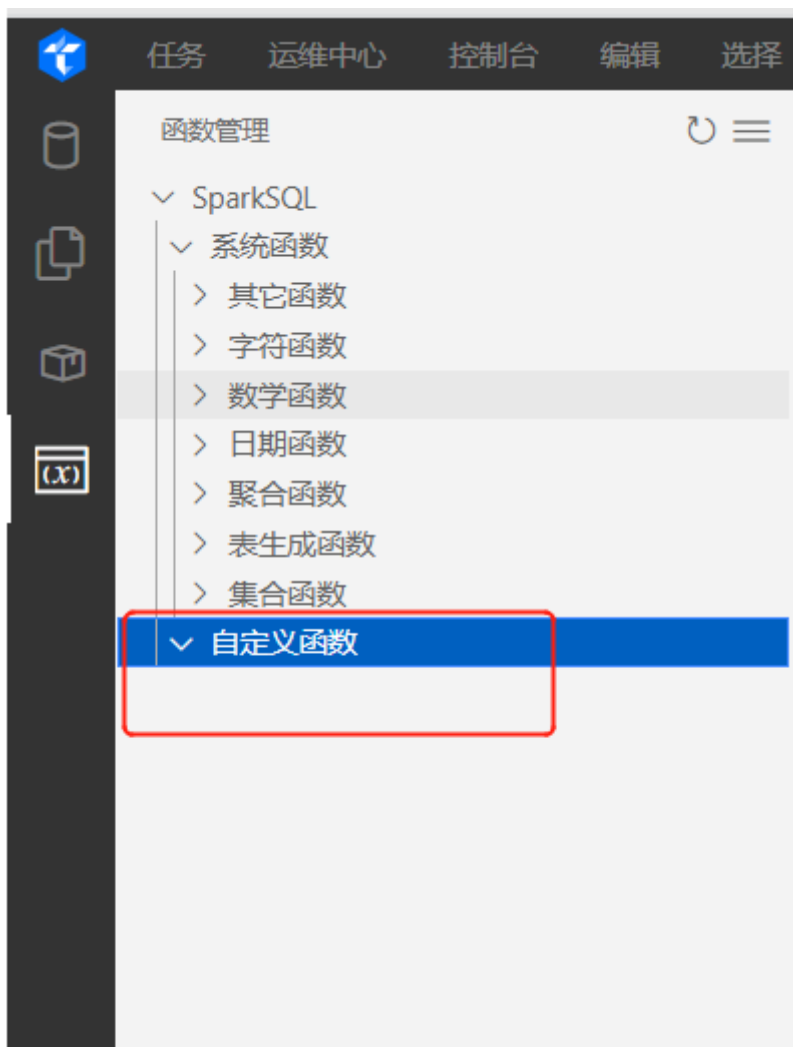 任务 运维中心 控制台 编辑 选择
函数管理
SparkSQL
系统函数
其它函数
字符函数
数学函数
(x)
日期函数
聚合函数
表生成函数
集合函数
自定义函数